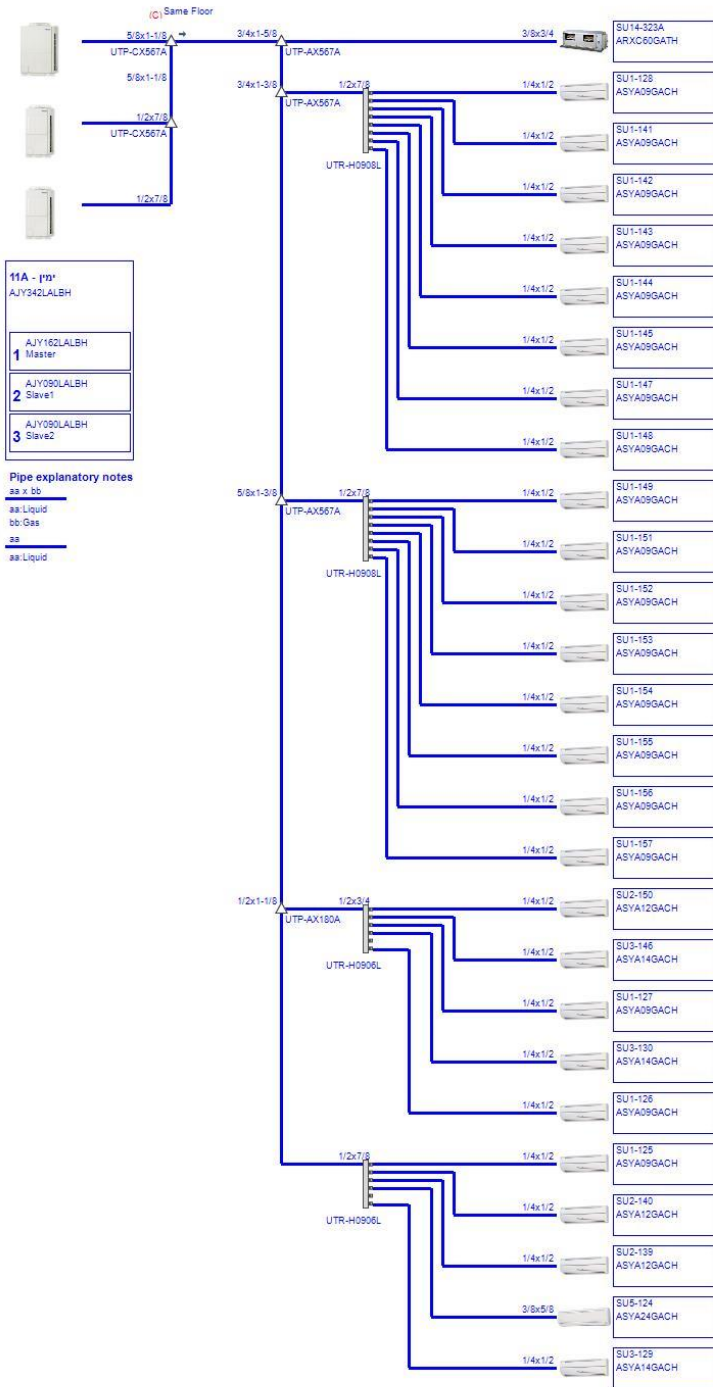 (C) Same Floor
5/8x1-1/8
3/4x1-5/8
3/8x3/4
SU14-323A
ARXC60GATH
UTP-CX567A
UTP-AX567A
5/8x1-1/8
3/4x1-3/8
UTP-AX567A
1/2x7/8
1/4x1/2
SU1-128
ASYA09GACH
1/2x7/8
UTP-CX567A
UTR-H0908L
1/4x1/2
SU1-141
ASYA09GACH
1/4x1/2
SU1-142
ASYA09GACH
1/2x7/8
1/4x1/2
SU1-143
ASYA09GACH
11A - ימין
AJY342LALBH
1 AJY162LALBH
Master
2 AJY090LALBH
Slave1
3 AJY090LALBH
Slave2
1/4x1/2
SU1-144
ASYA09GACH
1/4x1/2
SU1-145
ASYA09GACH
1/4x1/2
SU1-147
ASYA09GACH
1/4x1/2
SU1-148
ASYA09GACH
Pipe explanatory notes
aa x bb
aa:Liquid
bb:Gas
aa
aa:Liquid
5/8x1-3/8
UTP-AX567A
1/2x7/8
UTR-H0908L
1/4x1/2
SU1-149
ASYA09GACH
1/4x1/2
SU1-151
ASYA09GACH
1/4x1/2
SU1-152
ASYA09GACH
1/4x1/2
SU1-153
ASYA09GACH
1/4x1/2
SU1-154
ASYA09GACH
1/4x1/2
SU1-155
ASYA09GACH
1/4x1/2
SU1-156
ASYA09GACH
1/4x1/2
SU1-157
ASYA09GACH
1/2x1-1/8
UTP-AX180A
1/2x3/4
UTR-H0906L
1/4x1/2
SU2-150
ASYA12GACH
1/4x1/2
SU3-146
ASYA14GACH
1/4x1/2
SU1-127
ASYA09GACH
1/4x1/2
SU3-130
ASYA14GACH
1/4x1/2
SU1-126
ASYA09GACH
1/2x7/8
UTR-H0906L
1/4x1/2
SU1-125
ASYA09GACH
1/4x1/2
SU2-140
ASYA12GACH
1/4x1/2
SU2-139
ASYA12GACH
3/8x5/8
SU5-124
ASYA24GACH
1/4x1/2
SU3-129
ASYA14GACH